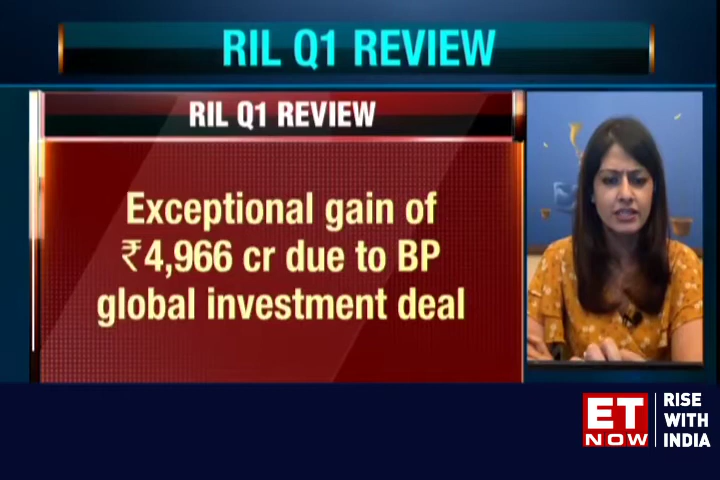 RIL Q1 REVIEW
RIL Q1 REVIEW
Exceptional gain of
₹4,966 cr due to BP
global investment deal
ET
NOW
RISE
WITH
INDIA